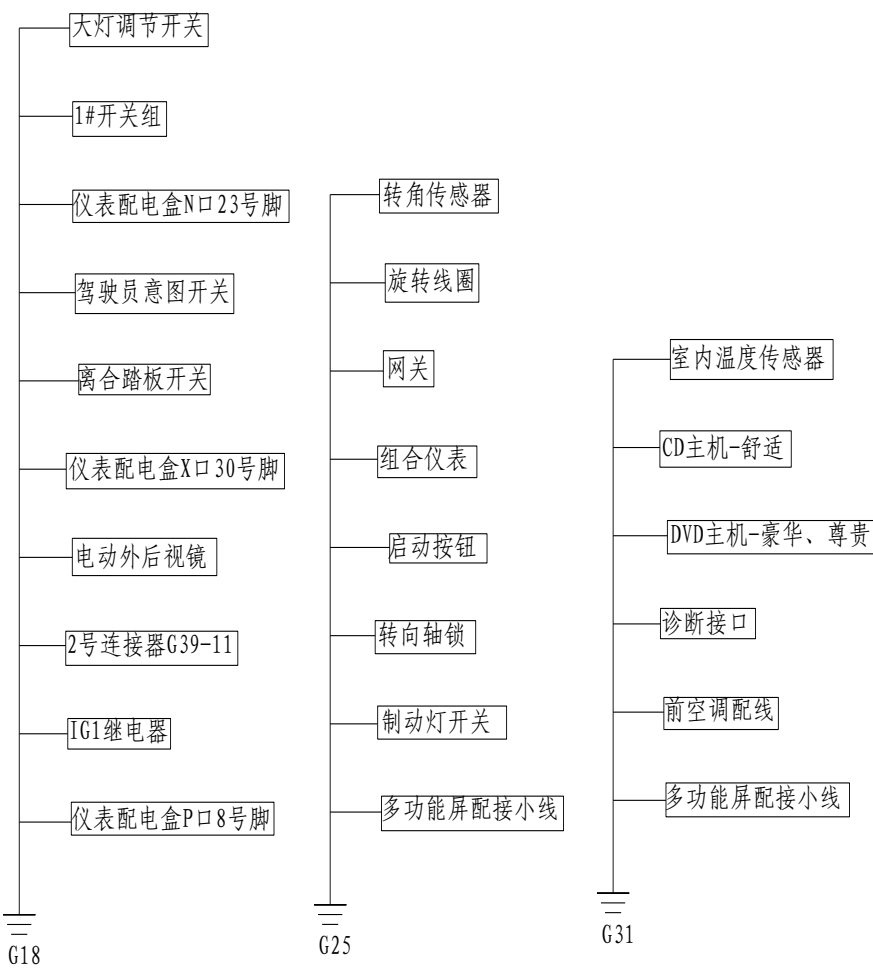 大灯调节开关
1#开关组
仪表配电盒N口23号脚
驾驶员意图开关
离合踏板开关
仪表配电盒X口30号脚
电动外后视镜
2号连接器G39-11
IG1继电器
仪表配电盒P口8号脚
G18
转角传感器
旋转线圈
网关
组合仪表
启动按钮
转向轴锁
制动灯开关
多功能屏配接小线
G25
室内温度传感器
CD主机-舒适
DVD主机-豪华、尊贵
诊断接口
前空调配线
多功能屏配接小线
G31